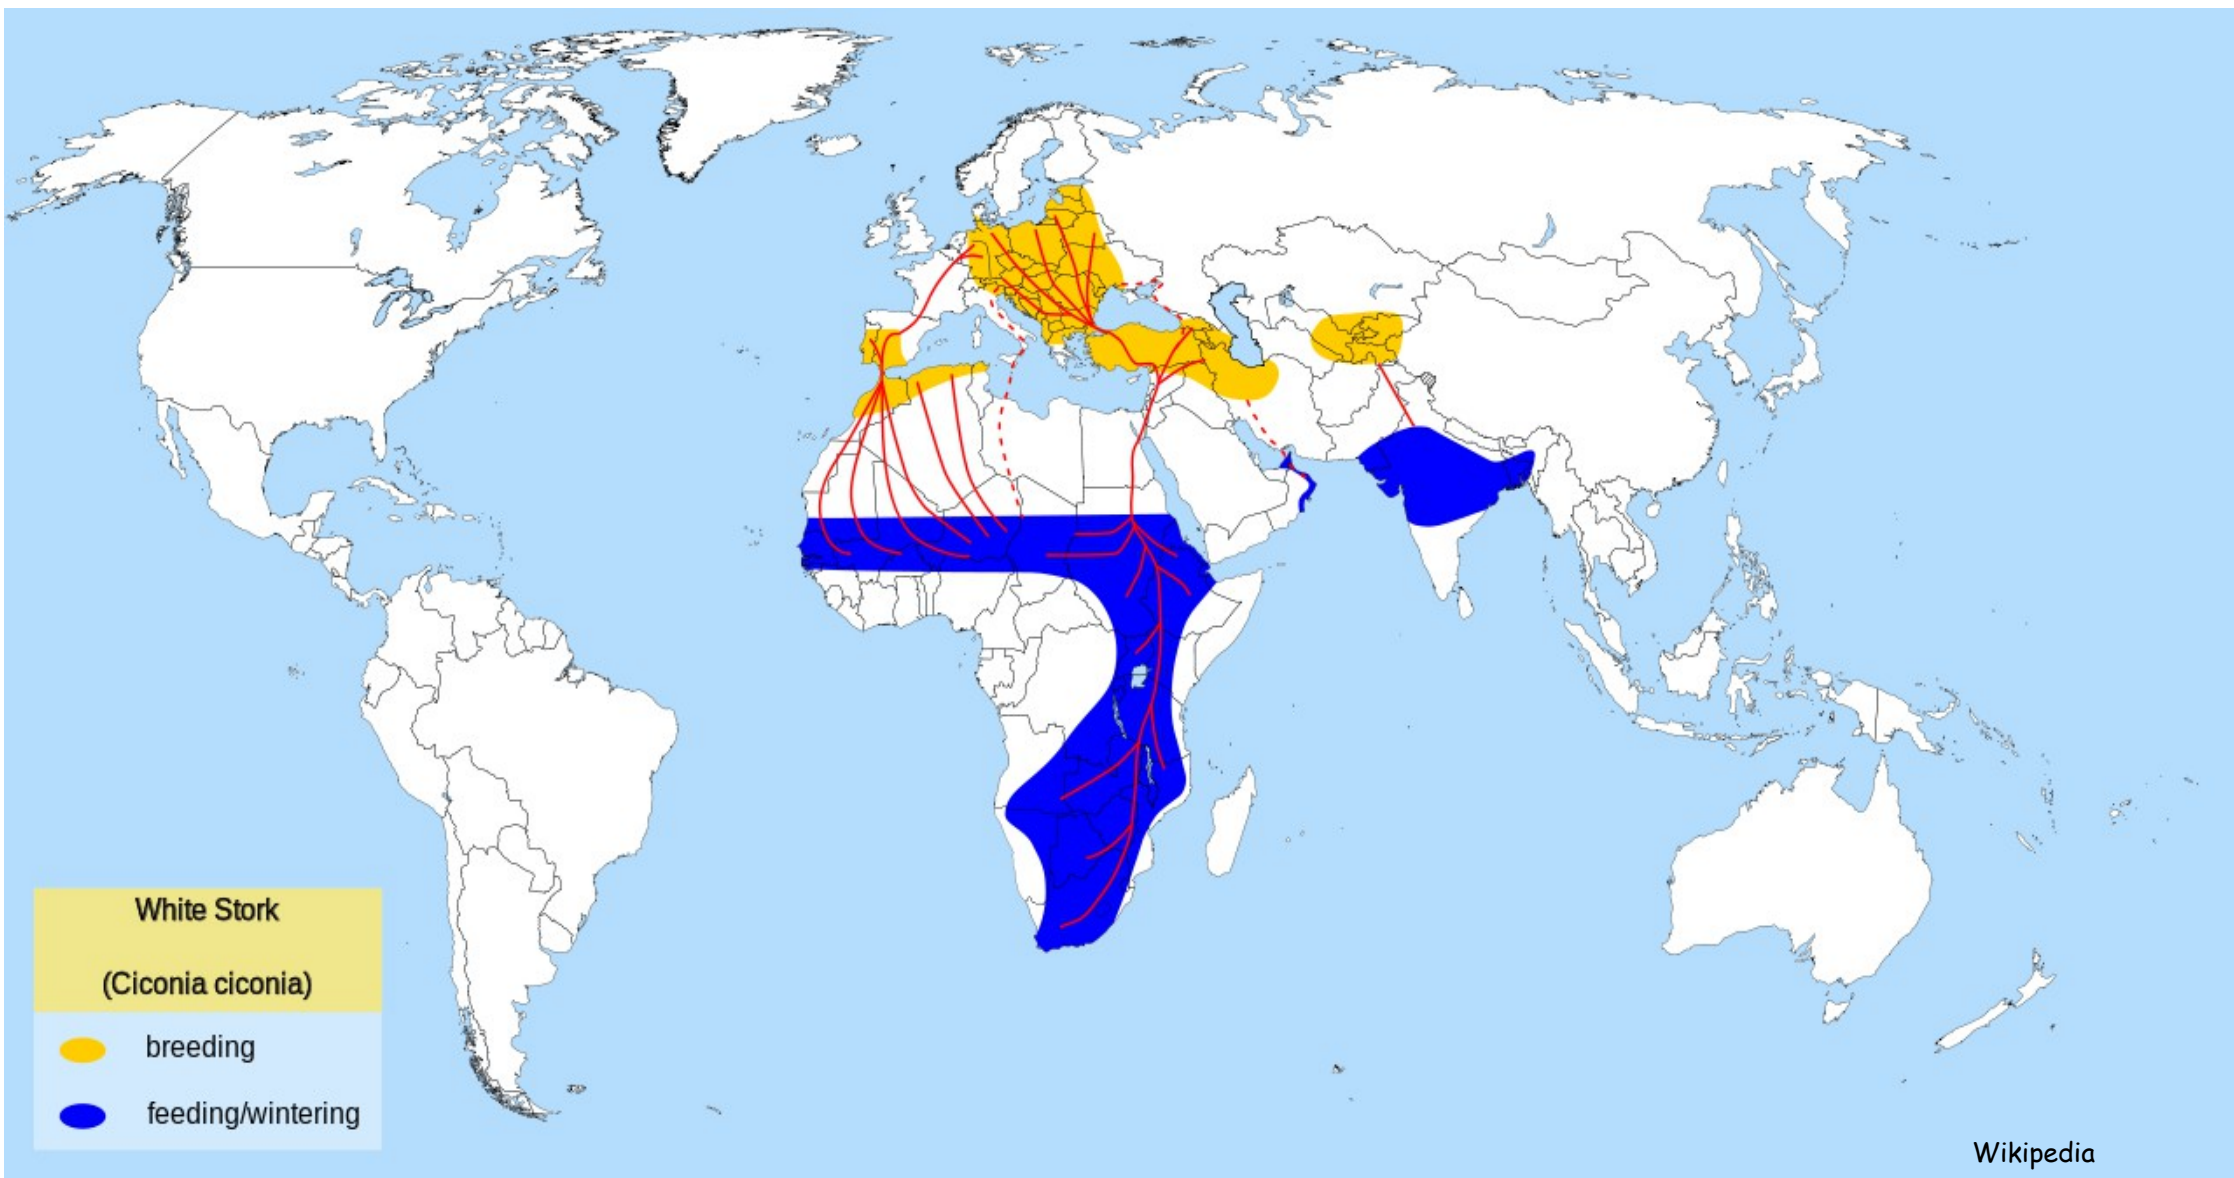 White Stork
(Ciconia ciconia)
breeding
feeding/wintering
Wikipedia